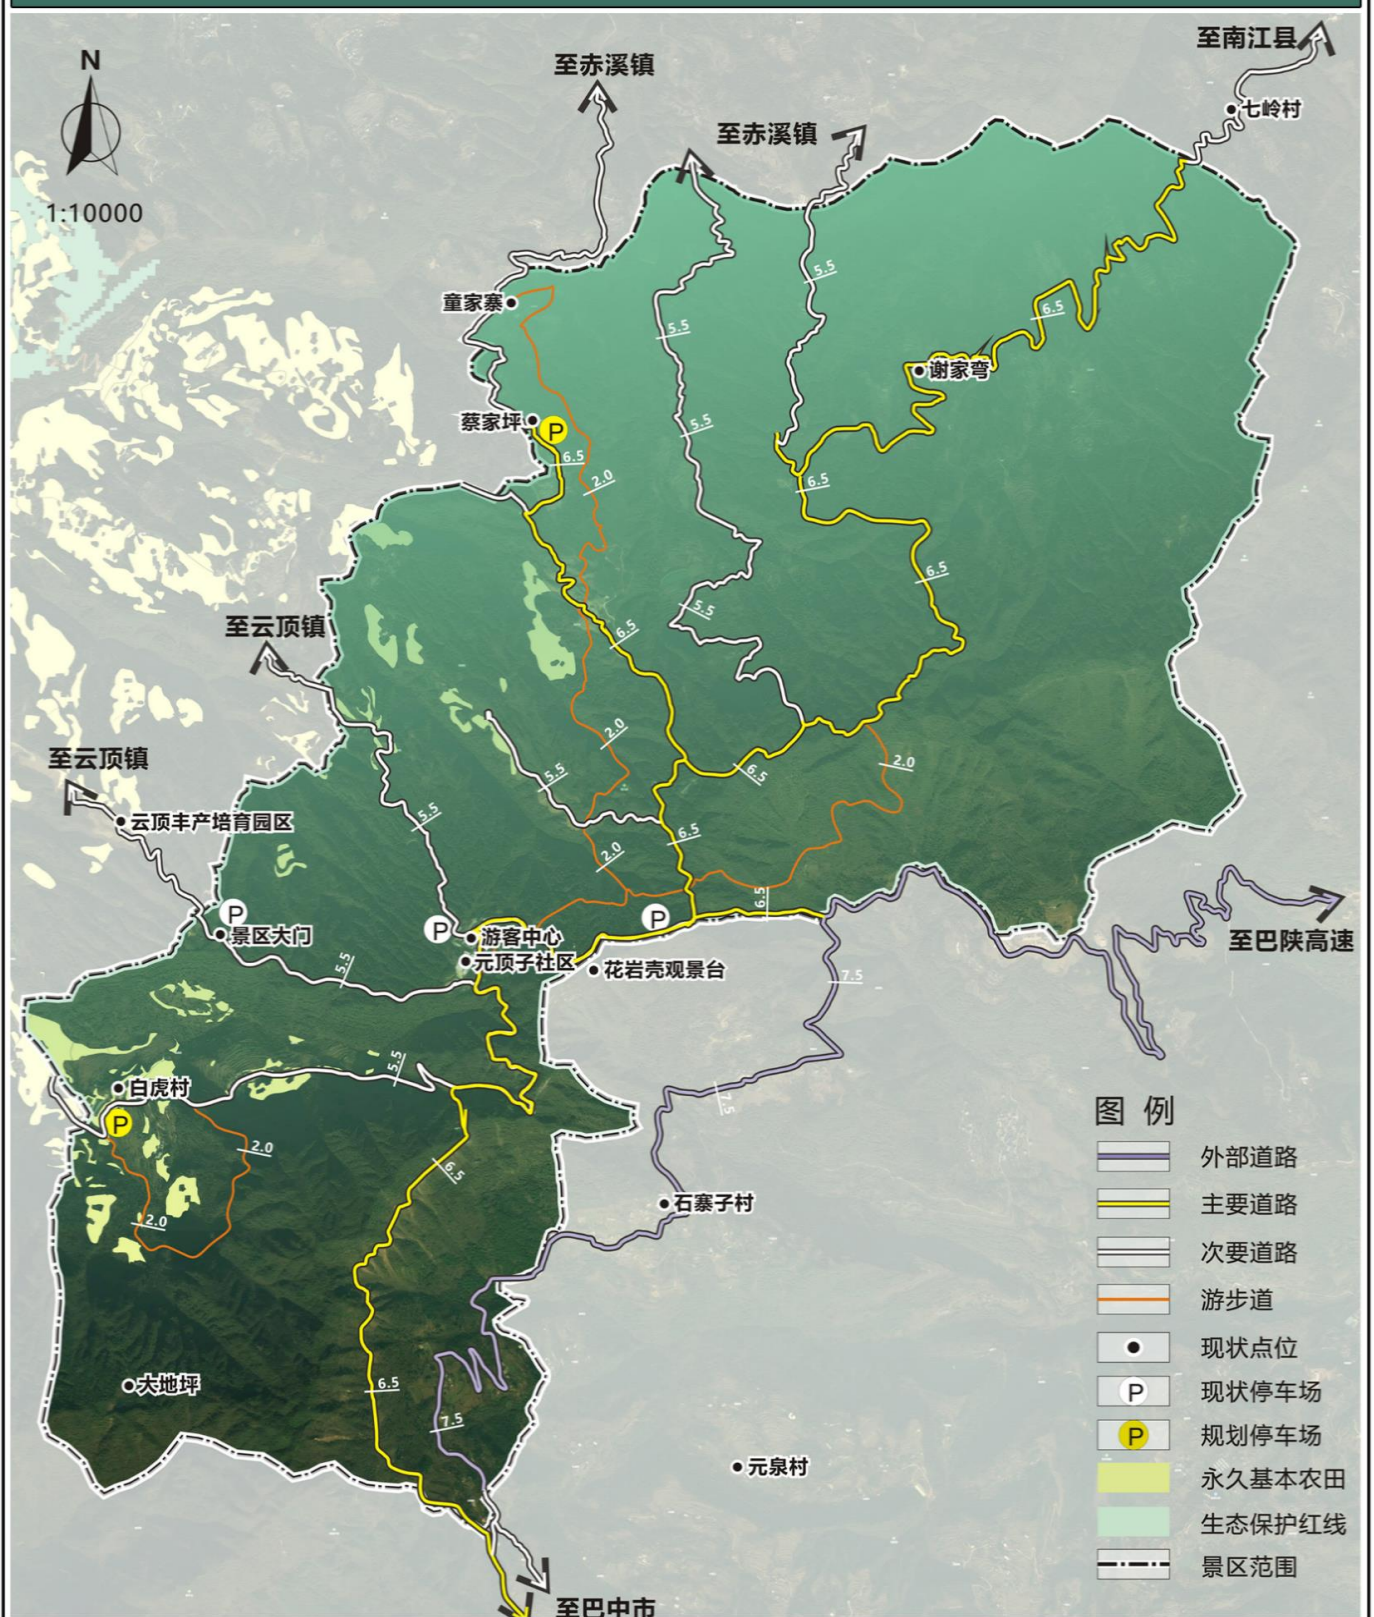 至南江县
N
至赤溪镇
七岭村
至赤溪镇
1:10000
5.5
童家寨
6.5
5.5
谢家弯
蔡家坪
P
5.5
6.5
2.0
6.5
6.5
5.5
至云顶镇
6.5
2.0
至云顶镇
5.5
6.5
2.0
云顶丰产培育园区
5.5
6.5
2.0
6.5
P
P
P
景区大门
游客中心
至巴陕高速
元顶子社区
花岩壳观景台
5.5
7.5
5.5
白虎村
7.5
P
图 例
2.0
外部道路
6.5
石寨子村
主要道路
2.0
次要道路
游步道
现状点位
大地坪
6.5
P 现状停车场
7.5
P 规划停车场
元泉村
永久基本农田
生态保护红线
景区范围
至巴中市